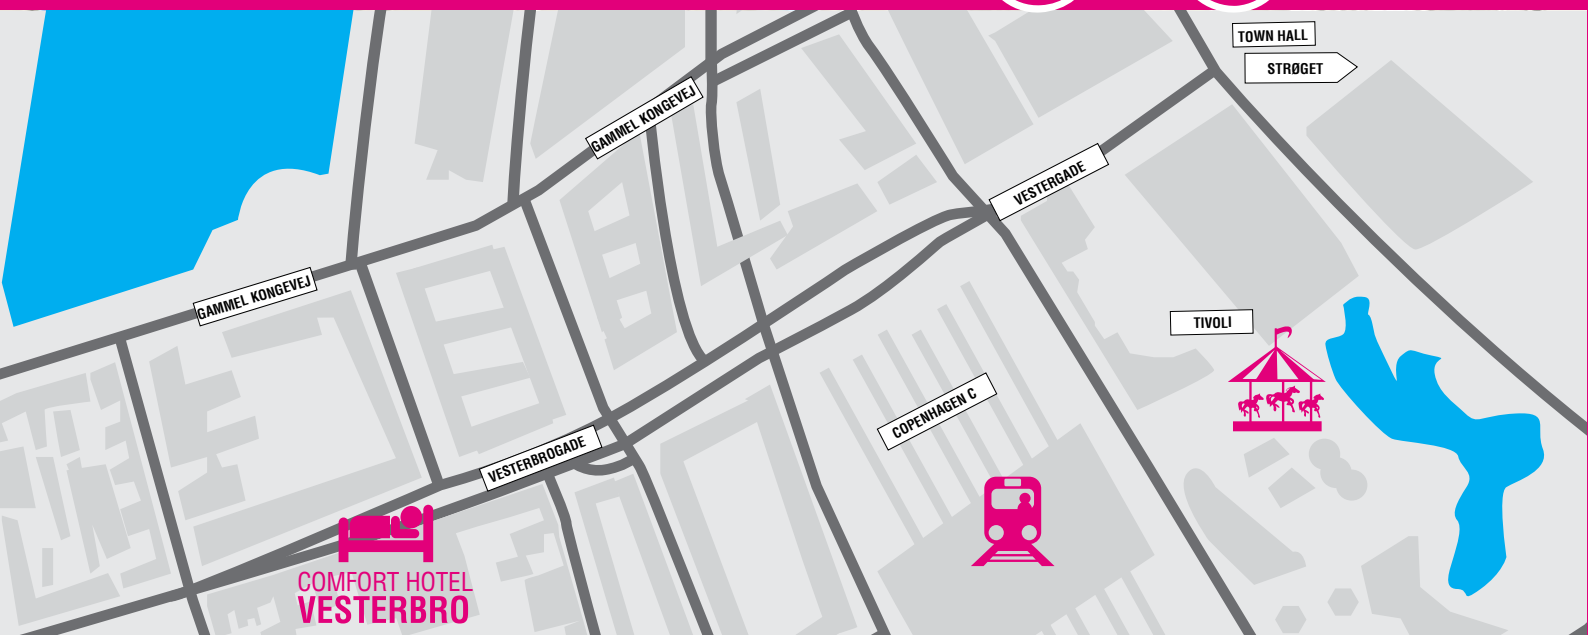 TOWN HALL
STRØGET
GAMMEL KONGEVEJ
VESTERGADE
GAMMEL KONGEVEJ
TIVOLI
COPENHAGEN C
VESTERBROGADE
COMFORT HOTEL
VESTERBRO